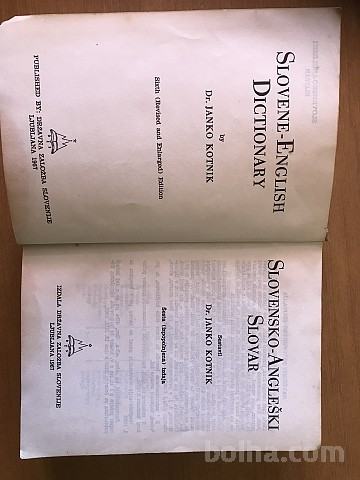 SLOVENE-ENGLISH
DICTIONARY
by
Dr. JANKO KOTNIK
Sixth (Revised and Enlarged) Edition
PUBLISHED BY: DRŽAVNA ZALOŽBA SLOVENIJE
LJUBLJANA 1967
SLOVENSKO-ANGLEŠKI
SLOVAR
Sestavil
Dr. JANKO KOTNIK
Šesta (izpopolnjena) izdaja
IZDALA DRŽAVNA ZALOŽBA SLOVENIJE
LJUBLJANA 1967
bolha.com